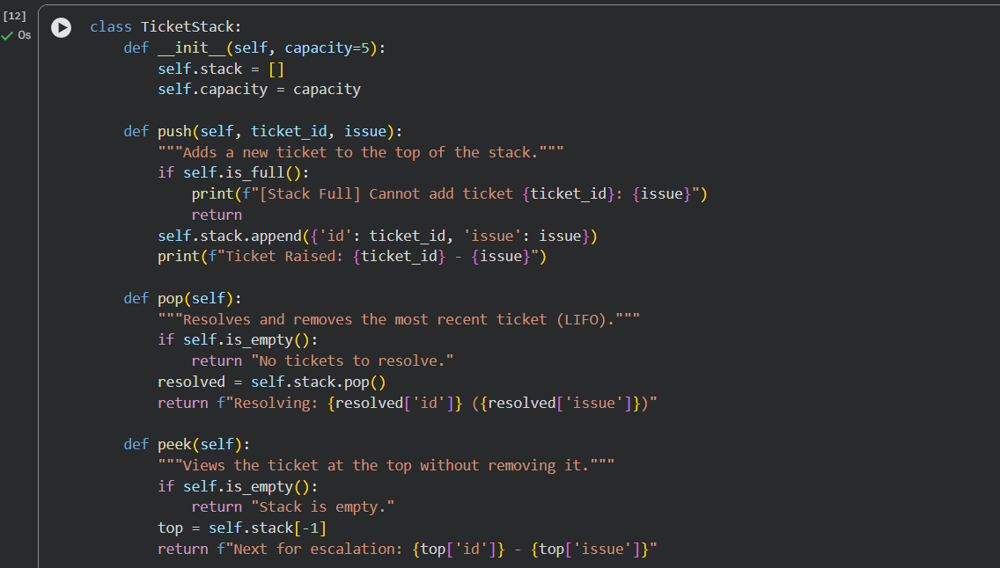 [12]
0s
class TicketStack:
    def __init__(self, capacity=5):
        self.stack = []
        self.capacity = capacity

    def push(self, ticket_id, issue):
        """Adds a new ticket to the top of the stack."""
        if self.is_full():
            print(f"[Stack Full] Cannot add ticket {ticket_id}: {issue}")
            return
        self.stack.append({'id': ticket_id, 'issue': issue})
        print(f"Ticket Raised: {ticket_id} - {issue}")

    def pop(self):
        """Resolves and removes the most recent ticket (LIFO)."""
        if self.is_empty():
            return "No tickets to resolve."
        resolved = self.stack.pop()
        return f"Resolving: {resolved['id']} ({resolved['issue']})"

    def peek(self):
        """Views the ticket at the top without removing it."""
        if self.is_empty():
            return "Stack is empty."
        top = self.stack[-1]
        return f"Next for escalation: {top['id']} - {top['issue']}"